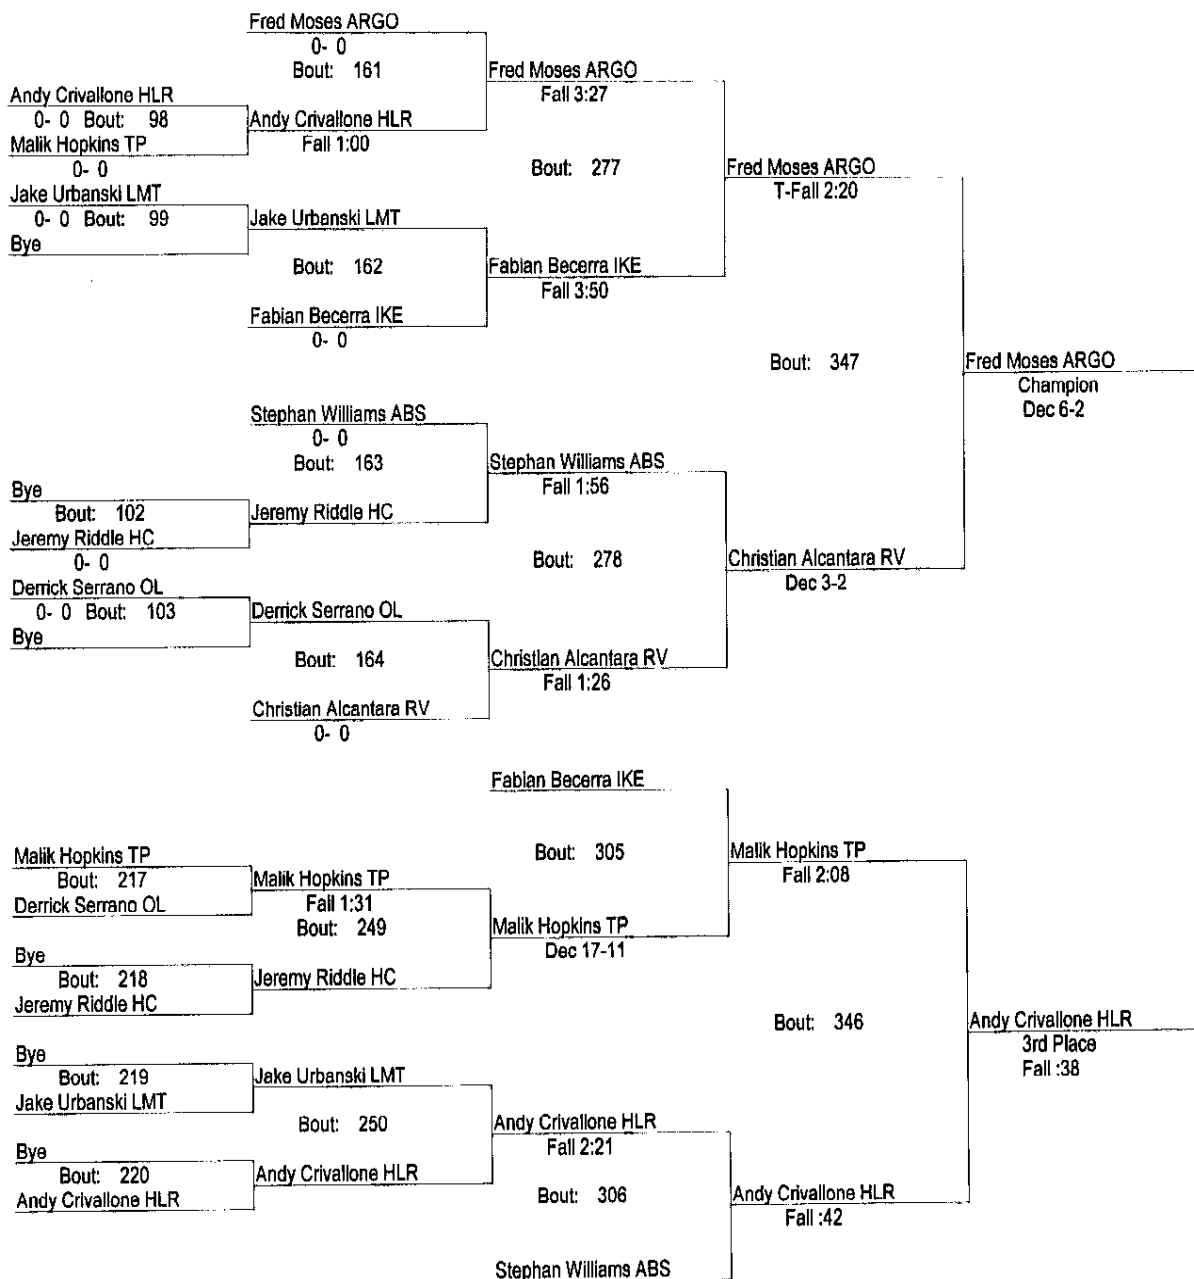 Fred Moses ARGO
0- 0
Bout: 161
Fred Moses ARGO
Fall 3:27
Andy Crivallone HLR
0- 0 Bout: 98
Malik Hopkins TP
0- 0
Andy Crivallone HLR
Fall 1:00
Bout: 277
Fred Moses ARGO
T-Fall 2:20
Jake Urbanski LMT
0- 0 Bout: 99
Bye
Jake Urbanski LMT
Bout: 162
Fabian Becerra IKE
Fall 3:50
Fabian Becerra IKE
0- 0
Bout: 347
Fred Moses ARGO
Champion
Dec 6-2
Stephan Williams ABS
0- 0
Bout: 163
Stephan Williams ABS
Fall 1:56
Bye
Bout: 102
Jeremy Riddle HC
0- 0
Jeremy Riddle HC
Bout: 278
Christian Alcantara RV
Dec 3-2
Derrick Serrano OL
0- 0 Bout: 103
Bye
Derrick Serrano OL
Bout: 164
Christian Alcantara RV
Fall 1:26
Christian Alcantara RV
0- 0
Fabian Becerra IKE
Bout: 305
Malik Hopkins TP
Fall 2:08
Malik Hopkins TP
Bout: 217
Derrick Serrano OL
Malik Hopkins TP
Fall 1:31
Bout: 249
Malik Hopkins TP
Dec 17-11
Bye
Bout: 218
Jeremy Riddle HC
Jeremy Riddle HC
Bout: 346
Andy Crivallone HLR
3rd Place
Fall :38
Bye
Bout: 219
Jake Urbanski LMT
Jake Urbanski LMT
Bout: 250
Andy Crivallone HLR
Fall 2:21
Bye
Bout: 220
Andy Crivallone HLR
Andy Crivallone HLR
Bout: 306
Andy Crivallone HLR
Fall :42
Stephan Williams ABS